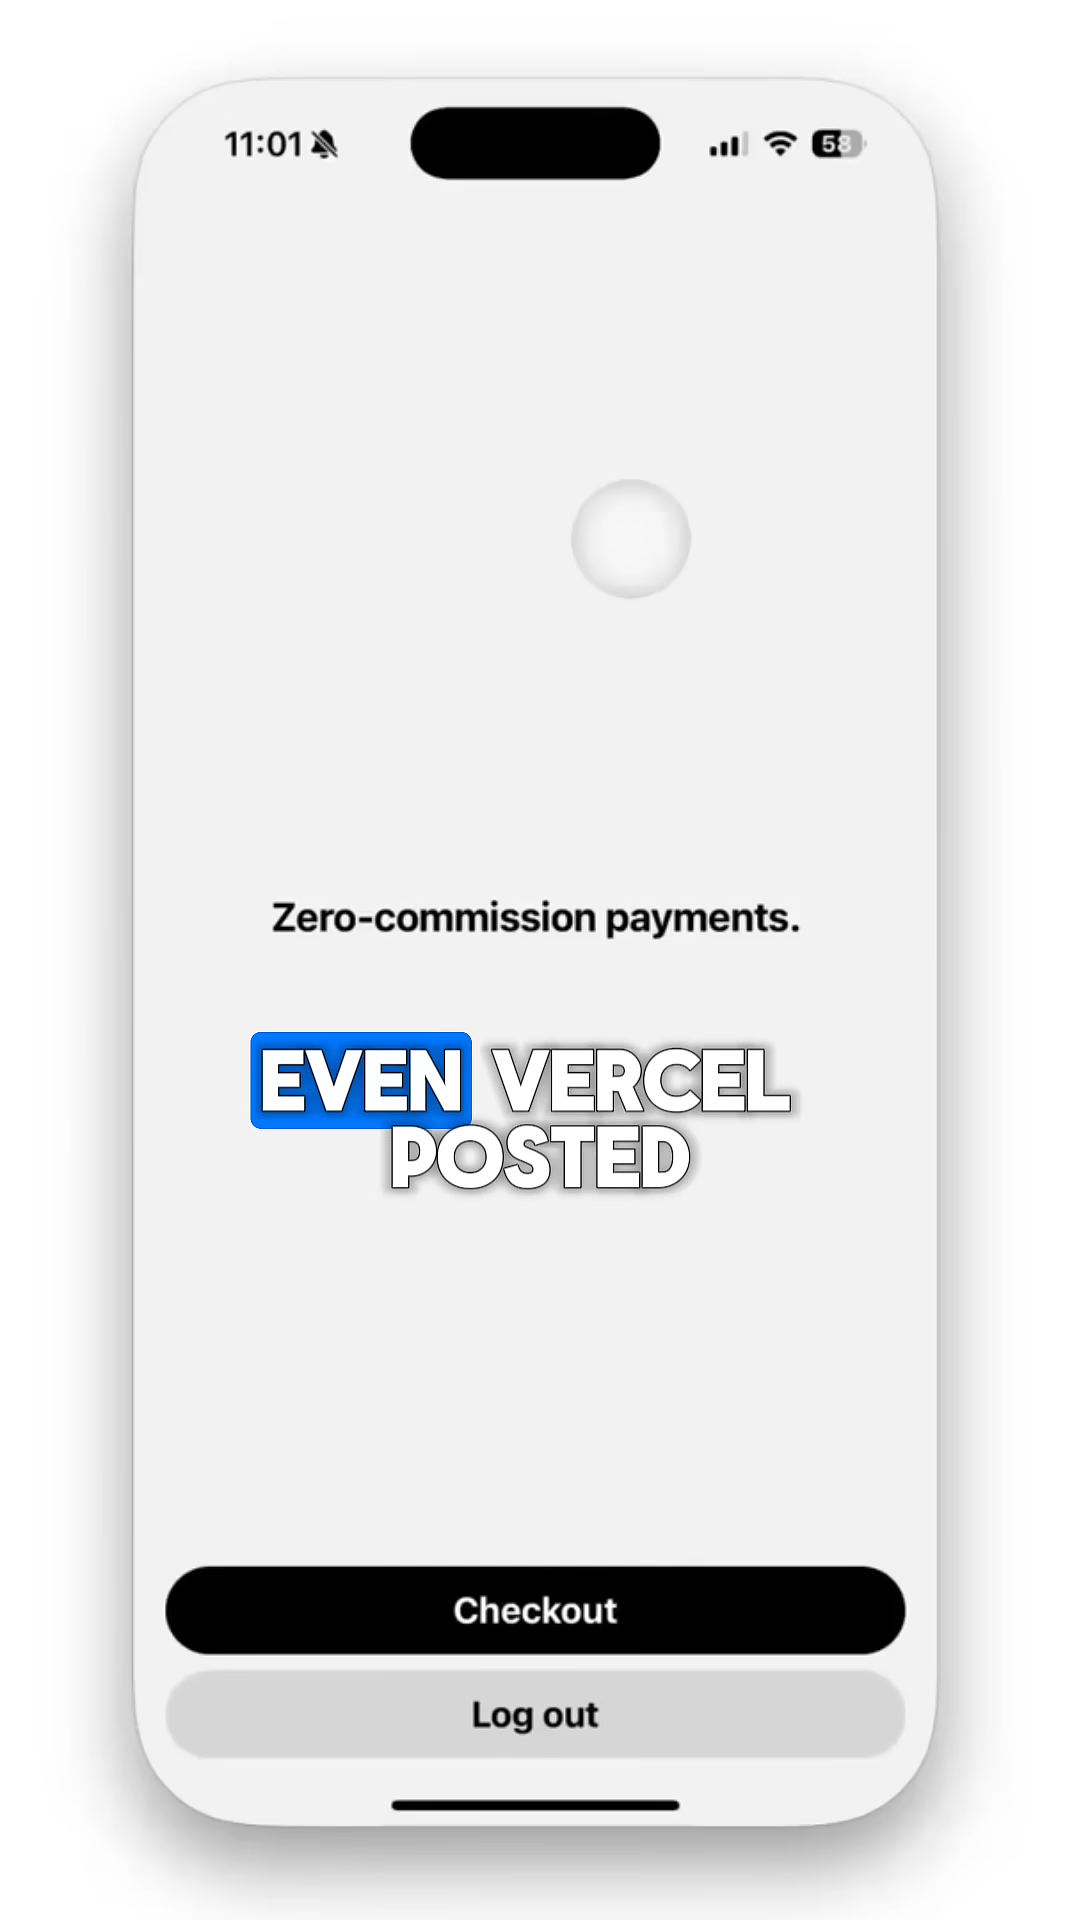 11:01
58
Zero-commission payments.
EVEN VERCEL
POSTED
Checkout
Log out